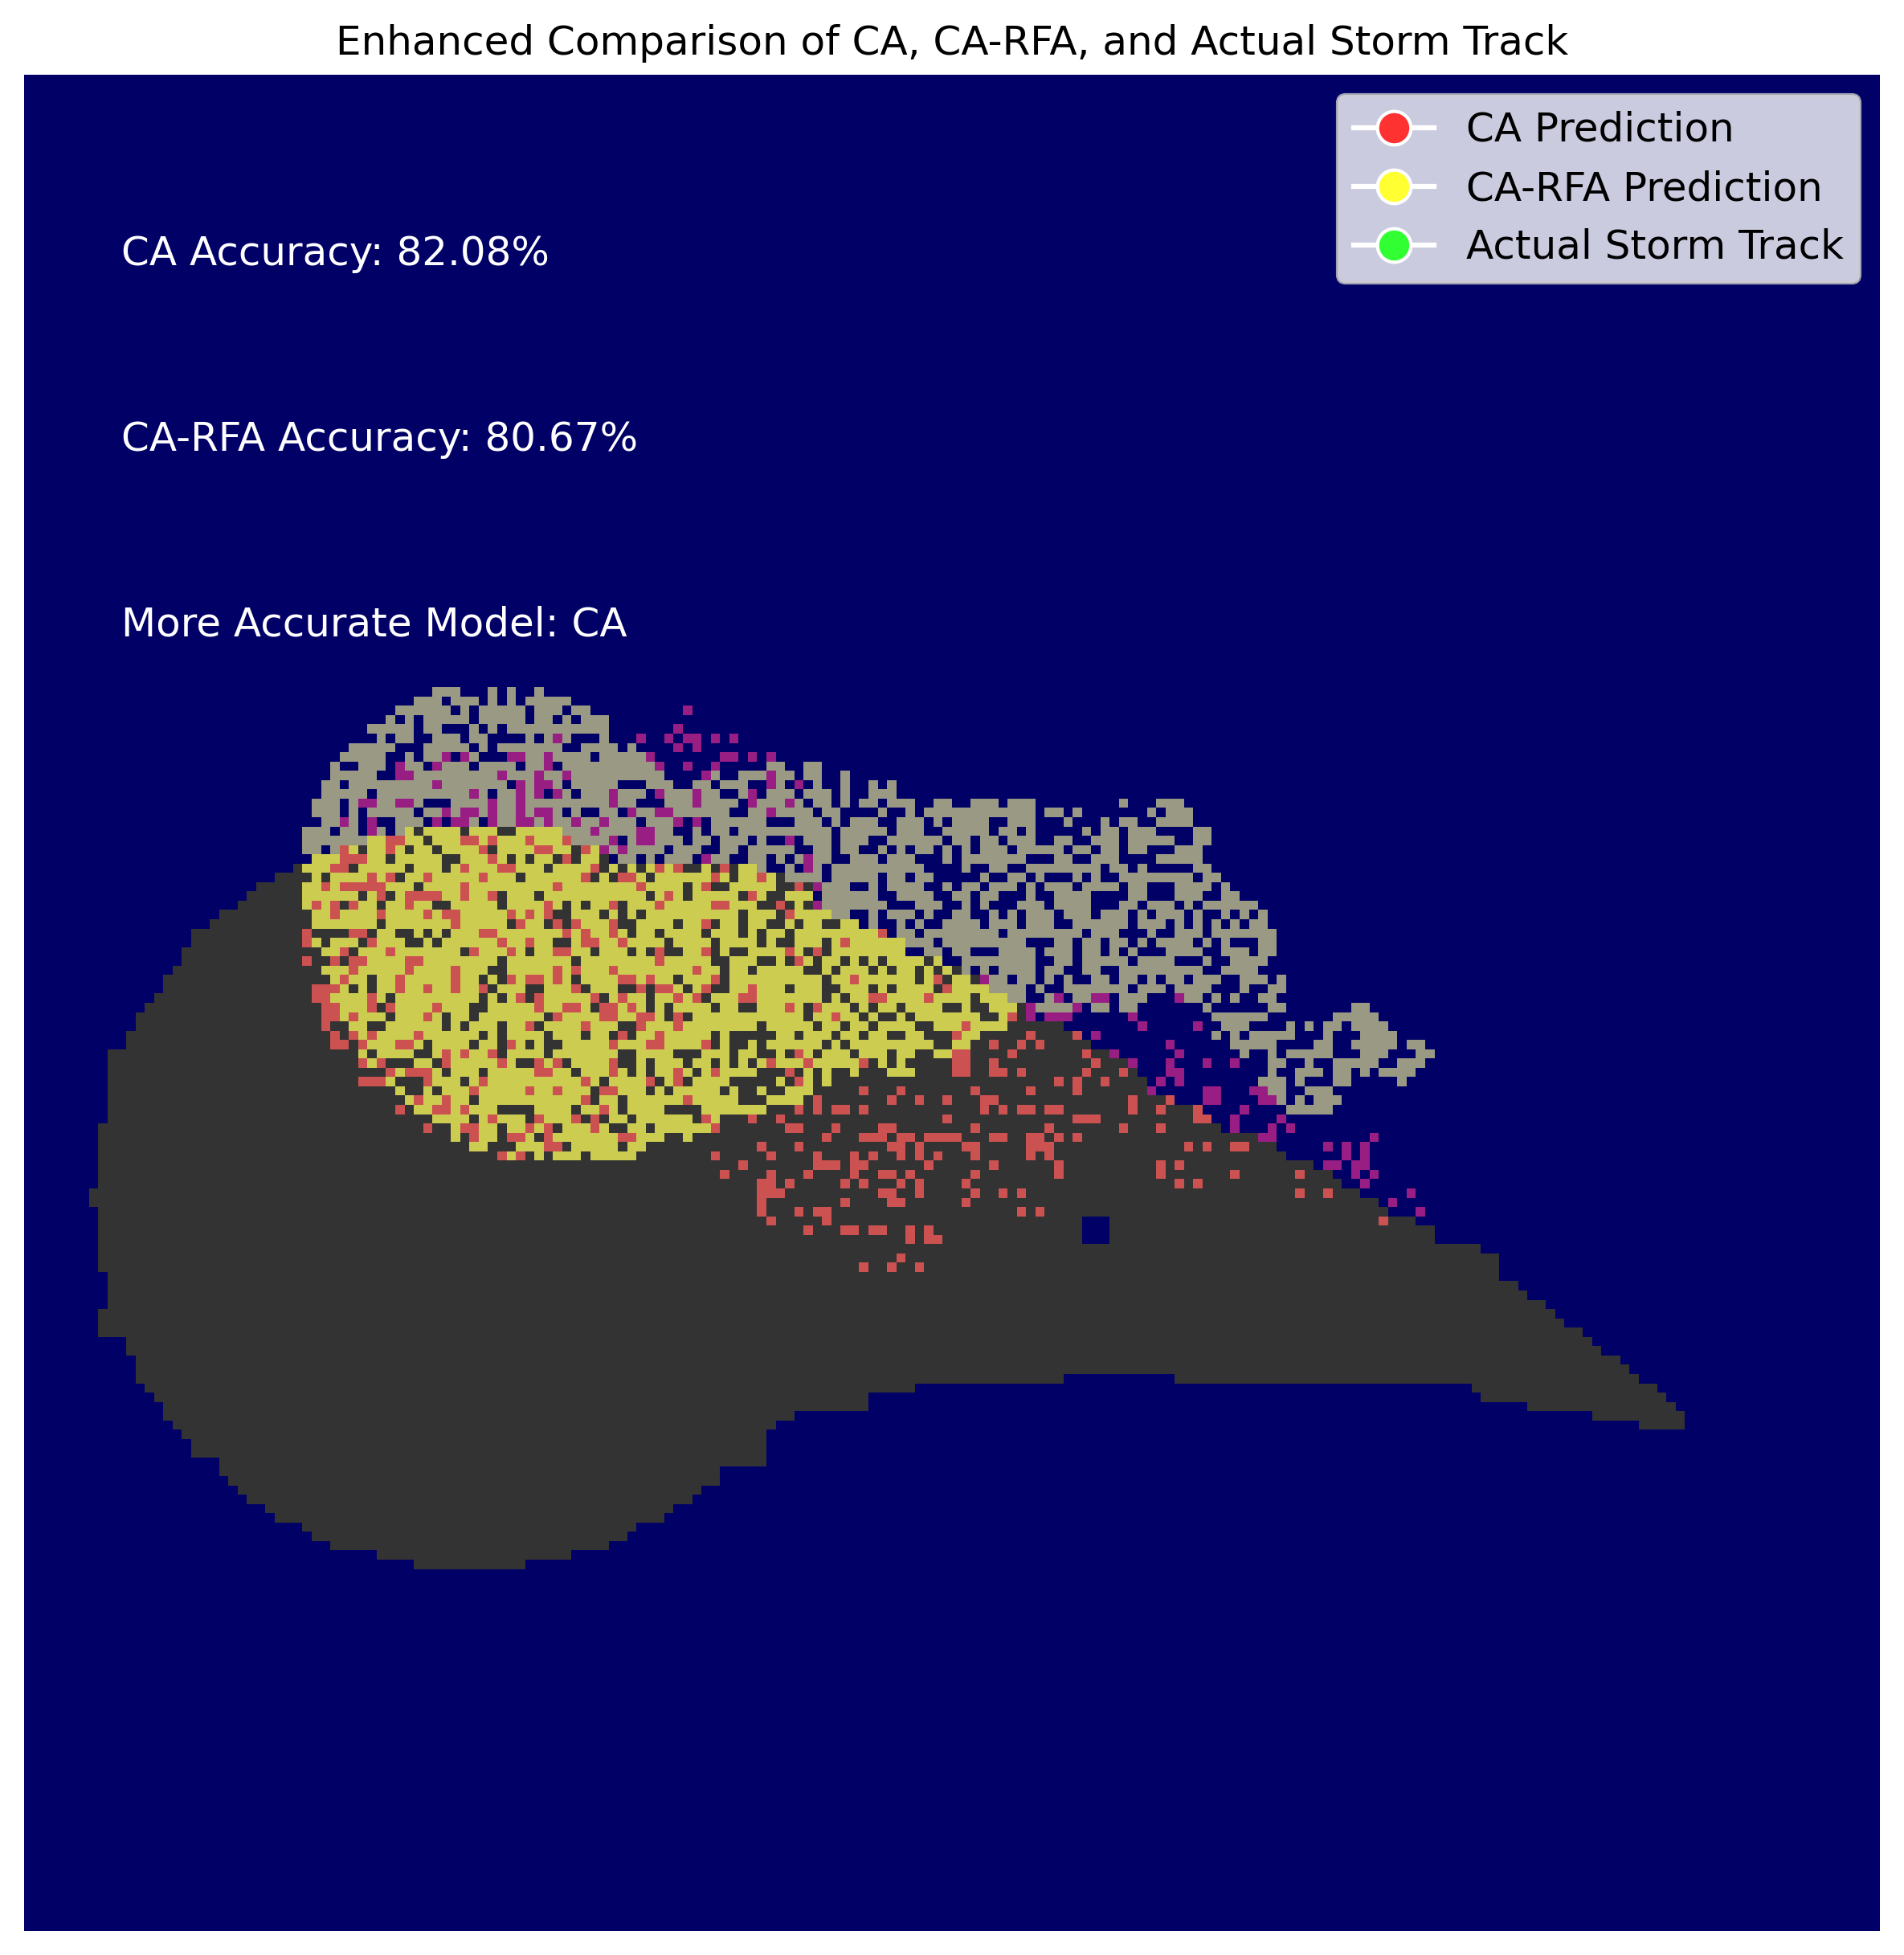 Enhanced Comparison of CA, CA-RFA, and Actual Storm Track
CA Prediction
CA-RFA Prediction
Actual Storm Track
CA Accuracy: 82.08%
CA-RFA Accuracy: 80.67%
More Accurate Model: CA